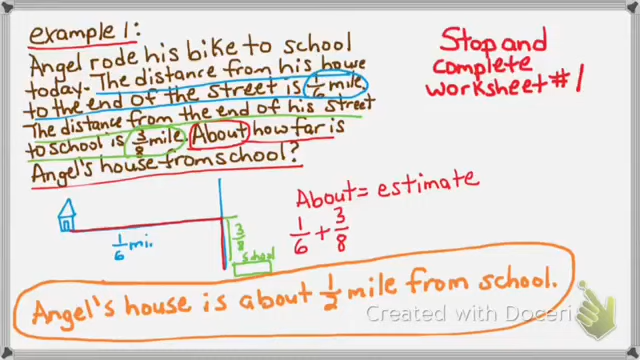 example 1:
Angel rode his bike to school
today. The distance from his home
to the end of the street is 1/6 mile.
The distance from the end of his street
to school is 3/8 mile. About how far is
Angel's house from school?
Stop and
complete
worksheet #1
About = estimate
1/6 + 3/8
1/6 mi.
3/8
school
Angel's house is about 1/2 mile from school.
Created with Doceri